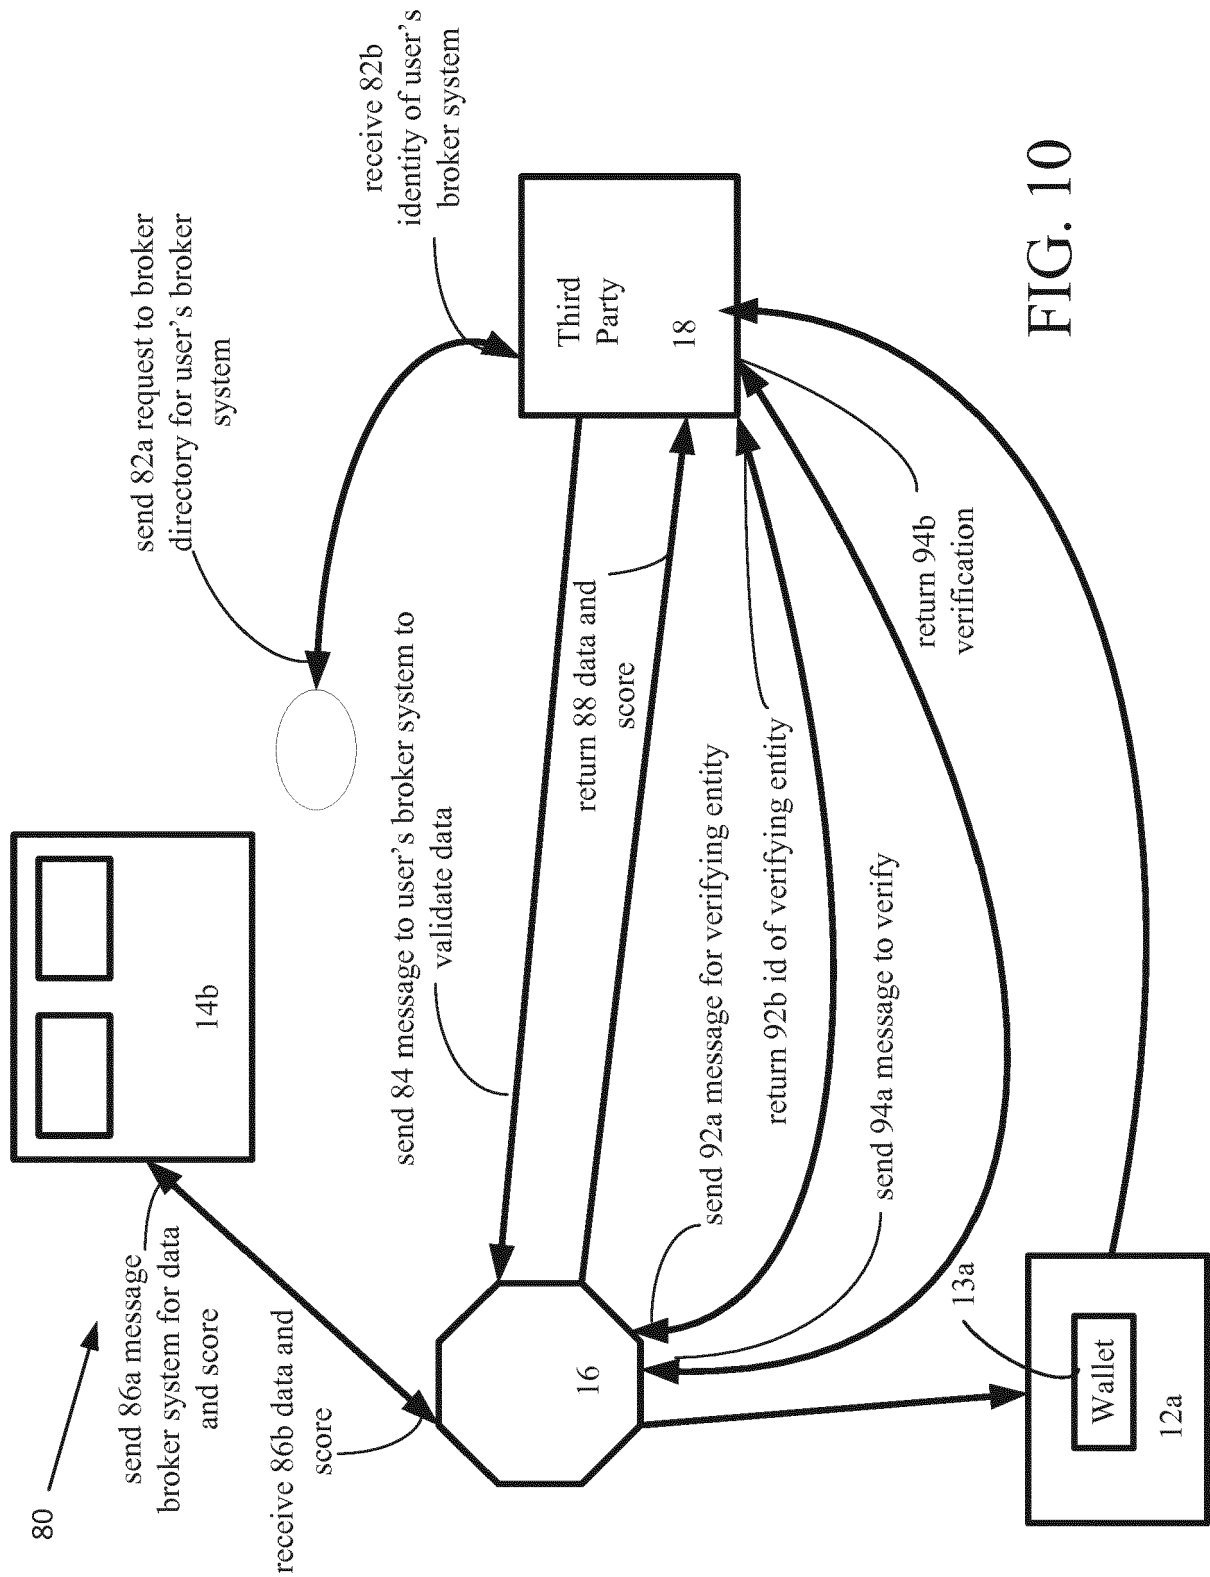 80
send 86a message
broker system for data
and score
receive 86b data and
score
14b
send 82a request to broker
directory for user's broker
system
receive 82b
identity of user's
broker system
send 84 message to user's broker system to
validate data
return 88 data and
score
Third
Party
18
16
send 92a message for verifying entity
return 92b id of verifying entity
send 94a message to verify
return 94b
verification
13a
Wallet
12a
FIG. 10